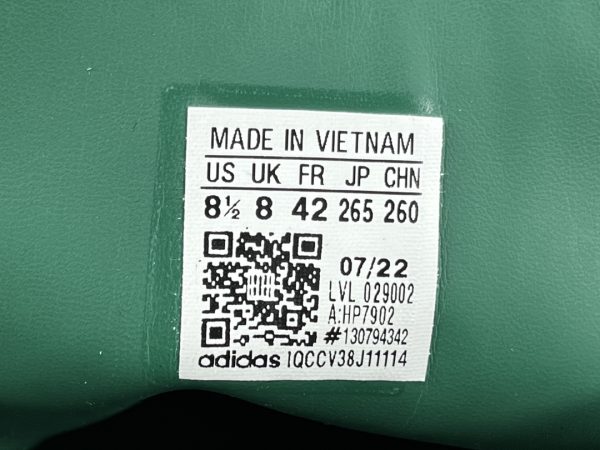 MADE IN VIETNAM
US UK FR JP CHN
8½ 8 42 265 260
07/22
LVL 029002
A:HP7902
#130794342
adidas 1QCCV38J11114